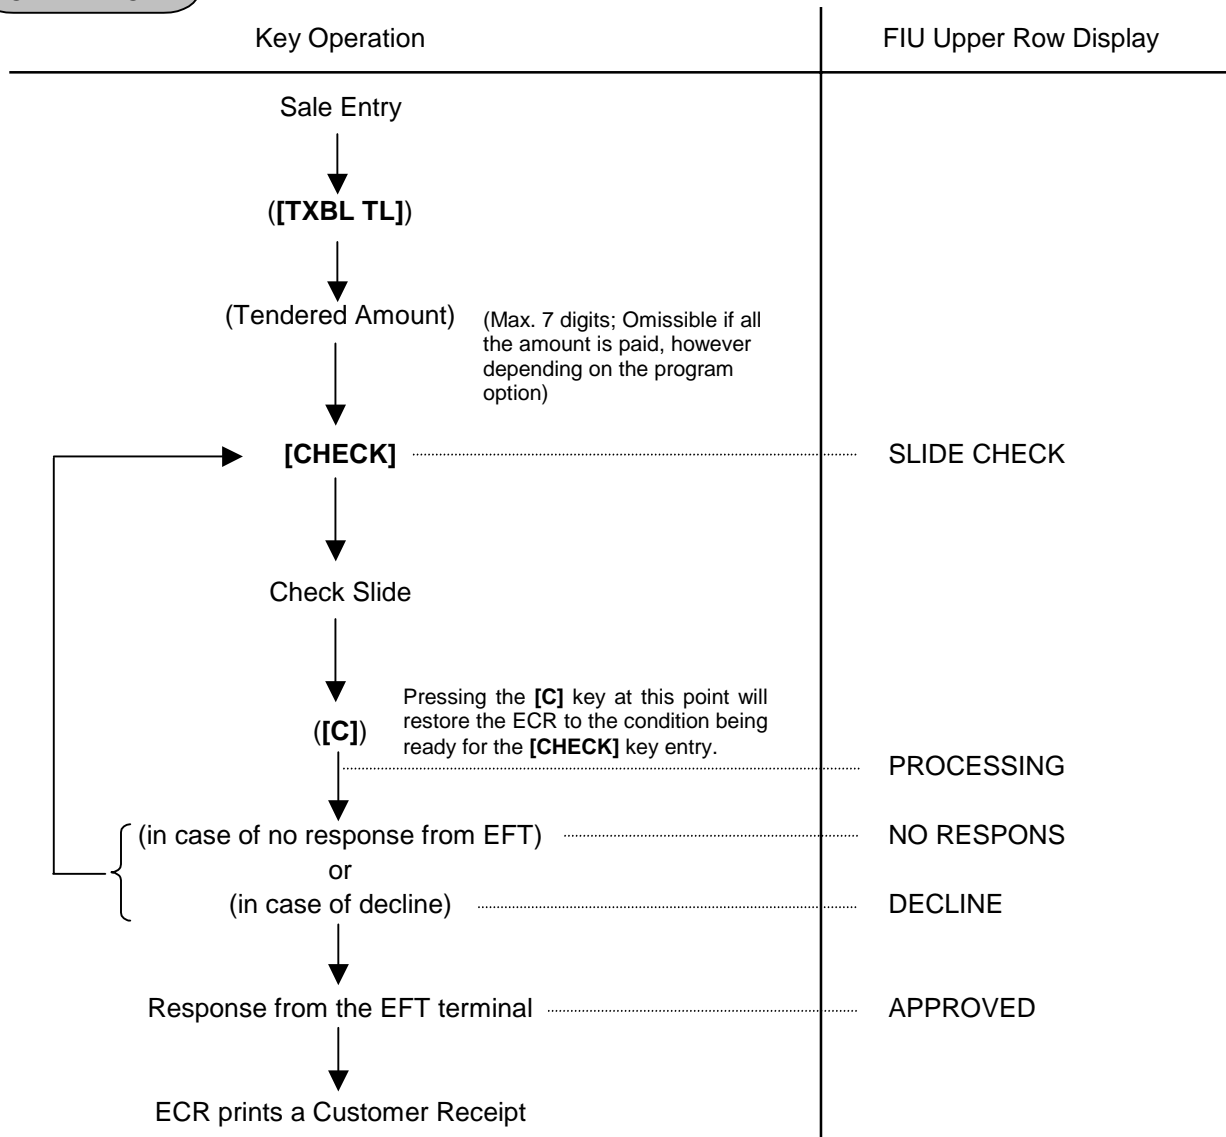 Key Operation FIU Upper Row Display
Sale Entry
([TXBL TL])
(Tendered Amount)
(Max. 7 digits; Omissible if all
the amount is paid, however
depending on the program
option)
[CHECK] SLIDE CHECK
Check Slide
([C])
Pressing the [C] key at this point will
restore the ECR to the condition being
ready for the [CHECK] key entry.
PROCESSING
(in case of no response from EFT) NO RESPONS
or
(in case of decline) DECLINE
Response from the EFT terminal APPROVED
ECR prints a Customer Receipt